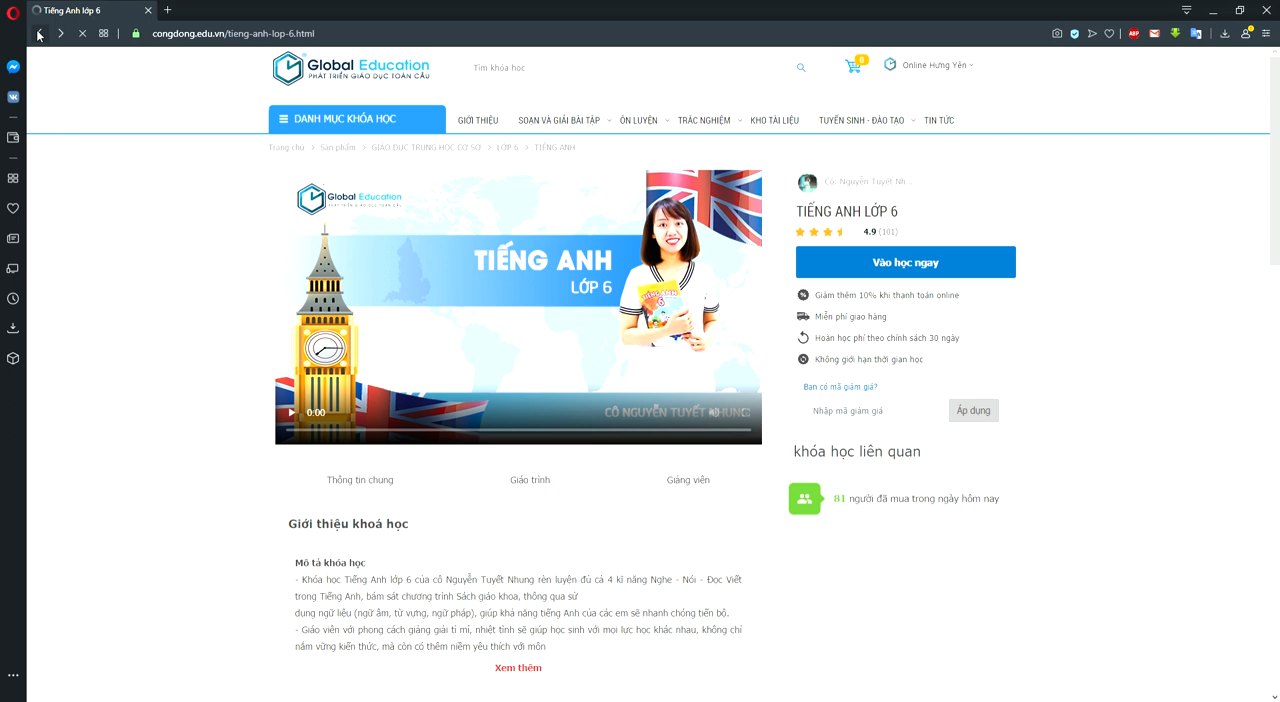 Tiếng Anh lớp 6
congdong.edu.vn/tieng-anh-lop-6.html
ABP
Global Education
PHÁT TRIỂN GIÁO DỤC TOÀN CẦU
Tìm khóa học
0
Online Hưng Yên
DANH MỤC KHÓA HỌC
GIỚI THIỆU
SOẠN VÀ GIẢI BÀI TẬP
ÔN LUYỆN
TRẮC NGHIỆM
KHO TÀI LIỆU
TUYỂN SINH - ĐÀO TẠO
TIN TỨC
Trang chủ > Sản phẩm > GIÁO DỤC TRUNG HỌC CƠ SỞ > LỚP 6 > TIẾNG ANH
Global Education
TIẾNG ANH
LỚP 6
TIẾNG ANH
6
0:00
CÔ NGUYỄN TUYẾT NHUNG
Cô: Nguyễn Tuyết Nh...
TIẾNG ANH LỚP 6
4.9 (101)
Vào học ngay
Giảm thêm 10% khi thanh toán online
Miễn phí giao hàng
Hoàn học phí theo chính sách 30 ngày
Không giới hạn thời gian học
Bạn có mã giảm giá?
Nhập mã giảm giá
Áp dụng
khóa học liên quan
81 người đã mua trong ngày hôm nay
Thông tin chung
Giáo trình
Giảng viên
Giới thiệu khoá học
Mô tả khóa học
- Khóa học Tiếng Anh lớp 6 của cô Nguyễn Tuyết Nhung rèn luyện đủ cả 4 kĩ năng Nghe - Nói - Đọc Viết
trong Tiếng Anh, bám sát chương trình Sách giáo khoa, thông qua sử
dụng ngữ liệu (ngữ âm, từ vựng, ngữ pháp), giúp khả năng tiếng Anh của các em sẽ nhanh chóng tiến bộ.
- Giáo viên với phong cách giảng giải tỉ mỉ, nhiệt tình sẽ giúp học sinh với mọi lực học khác nhau, không chỉ
nắm vững kiến thức, mà còn có thêm niềm yêu thích với môn
Xem thêm